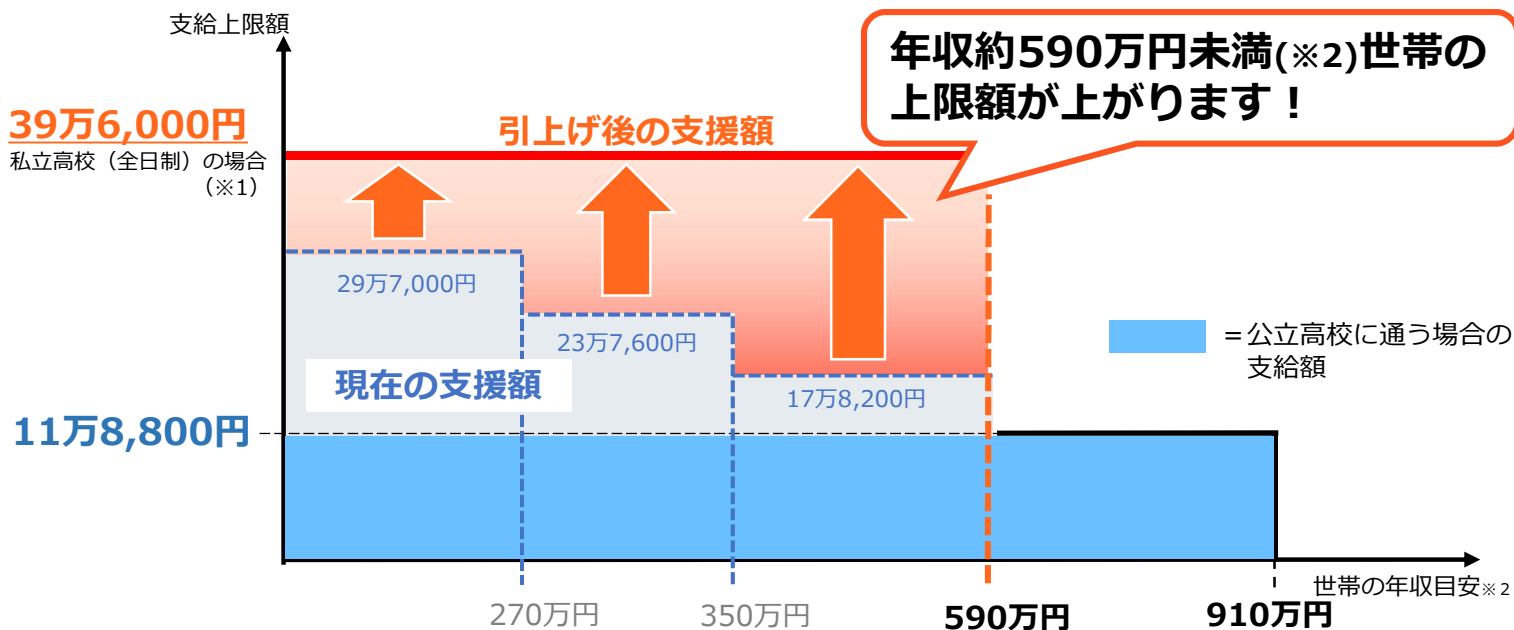 支給上限額
年収約590万円未満(※2)世帯の
上限額が上がります！
39万6,000円
私立高校（全日制）の場合
（※1）
引上げ後の支援額
29万7,000円
23万7,600円
17万8,200円
現在の支援額
＝公立高校に通う場合の
支給額
11万8,800円
世帯の年収目安※2
270万円
350万円
590万円
910万円